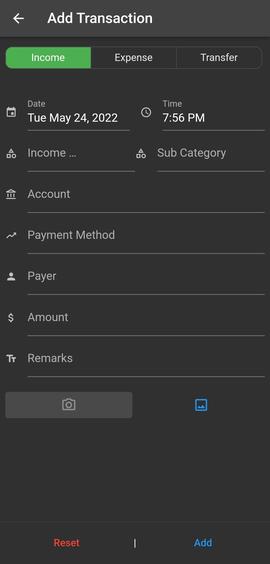 Add Transaction
Income Expense Transfer
Date Time
Tue May 24, 2022 7:56 PM
Income ... Sub Category
Account
Payment Method
Payer
$ Amount
Tт Remarks
Reset | Add